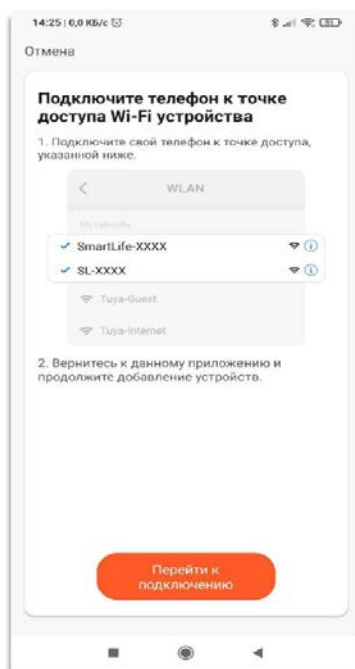 14:25 | 0,0 КБ/с
Отмена
Подключите телефон к точке
доступа Wi-Fi устройства
1. Подключите свой телефон к точке доступа,
указанной ниже.
WLAN
My networks
SmartLife-XXXX
SL-XXXX
Tuya-Guest
Tuya-Internet
2. Вернитесь к данному приложению и
продолжите добавление устройств.
Перейти к
подключению